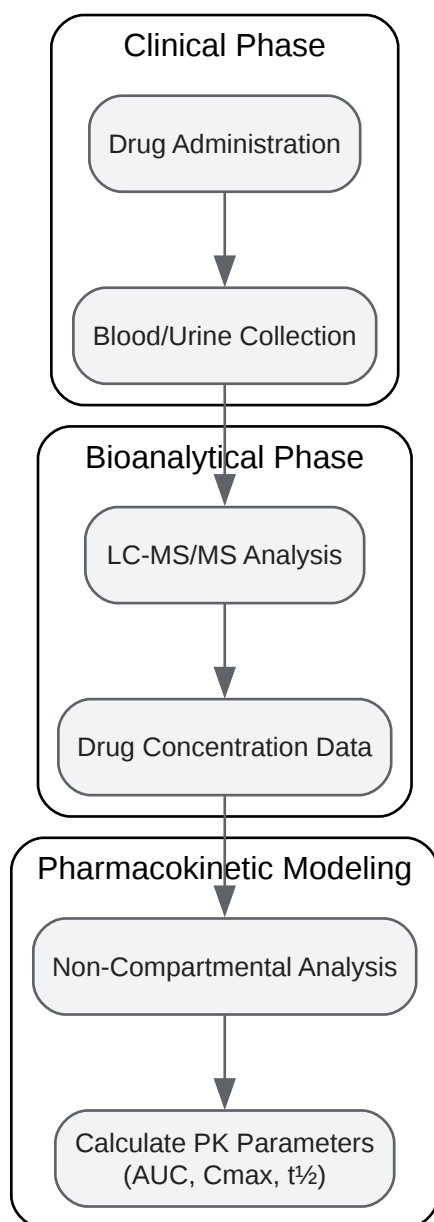 Clinical Phase
Drug Administration
Blood/Urine Collection
Bioanalytical Phase
LC-MS/MS Analysis
Drug Concentration Data
Pharmacokinetic Modeling
Non-Compartmental Analysis
Calculate PK Parameters
(AUC, Cmax, t½)